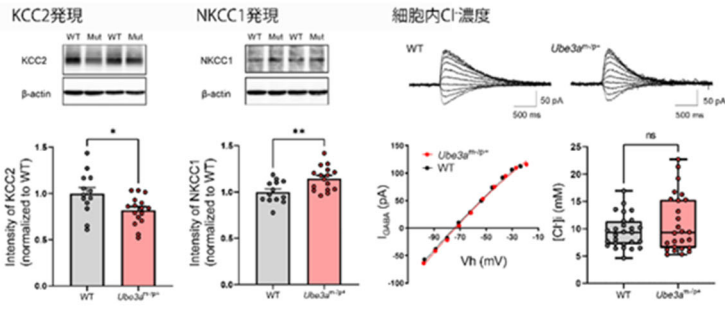 KCC2発現
WT Mut WT Mut
KCC2
β-actin
*
Intensity of KCC2
(normalized to WT)
1.5
1.0
0.5
0.0
WT
Ube3a m-/p+
NKCC1発現
WT Mut WT Mut
NKCC1
β-actin
**
Intensity of NKCC1
(normalized to WT)
1.5
1.0
0.5
0.0
WT
Ube3a m-/p+
細胞内Cl⁻濃度
WT
50 pA
500 ms
Ube3a m-/p+
50 pA
500 ms
Ube3a m-/p+
WT
I GABA (pA)
150
100
50
0
-50
-100
-90 -70 -50 -30 -10
Vh (mV)
ns
[Cl⁻]i (mM)
25
20
15
10
5
0
WT
Ube3a m-/p+